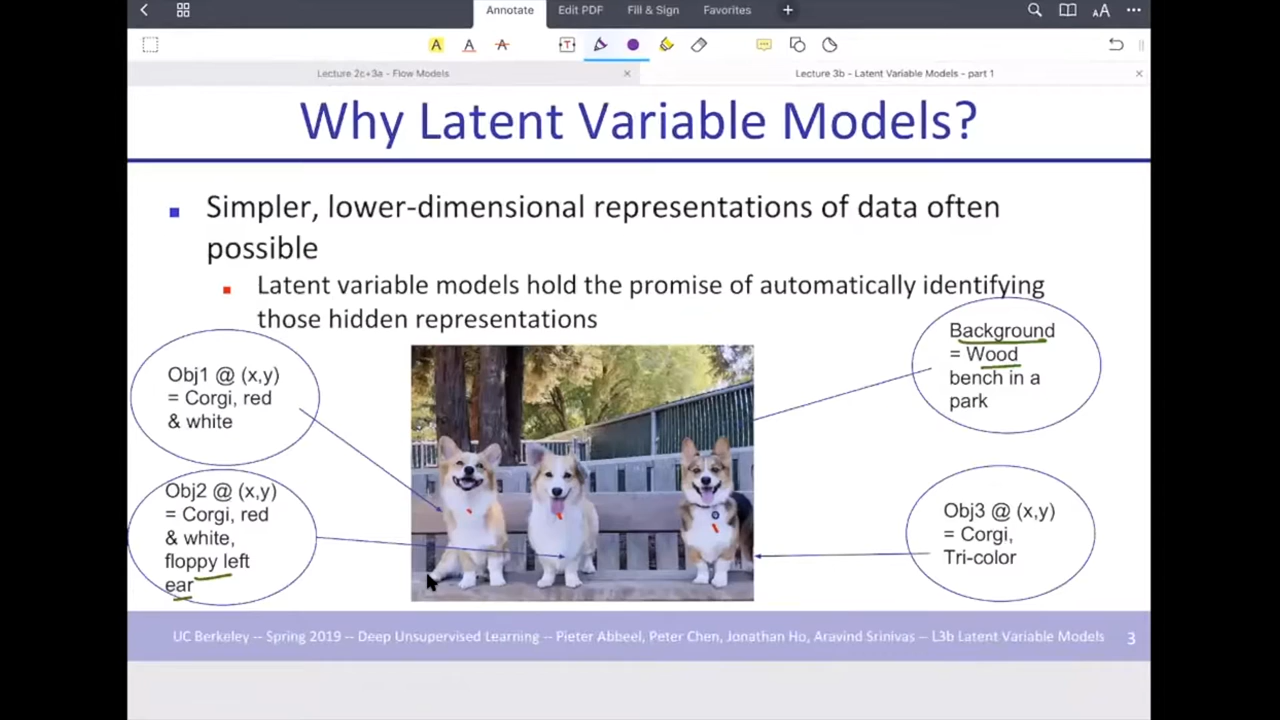 Annotate Edit PDF Fill & Sign Favorites
Lecture 2c+3a - Flow Models
Lecture 3b - Latent Variable Models - part 1
Why Latent Variable Models?
Simpler, lower-dimensional representations of data often
possible
Latent variable models hold the promise of automatically identifying
those hidden representations
Obj1 @ (x,y)
= Corgi, red
& white
Obj2 @ (x,y)
= Corgi, red
& white,
floppy left
ear
Background
= Wood
bench in a
park
Obj3 @ (x,y)
= Corgi,
Tri-color
UC Berkeley -- Spring 2019 -- Deep Unsupervised Learning -- Pieter Abbeel, Peter Chen, Jonathan Ho, Aravind Srinivas -- L3b Latent Variable Models 3